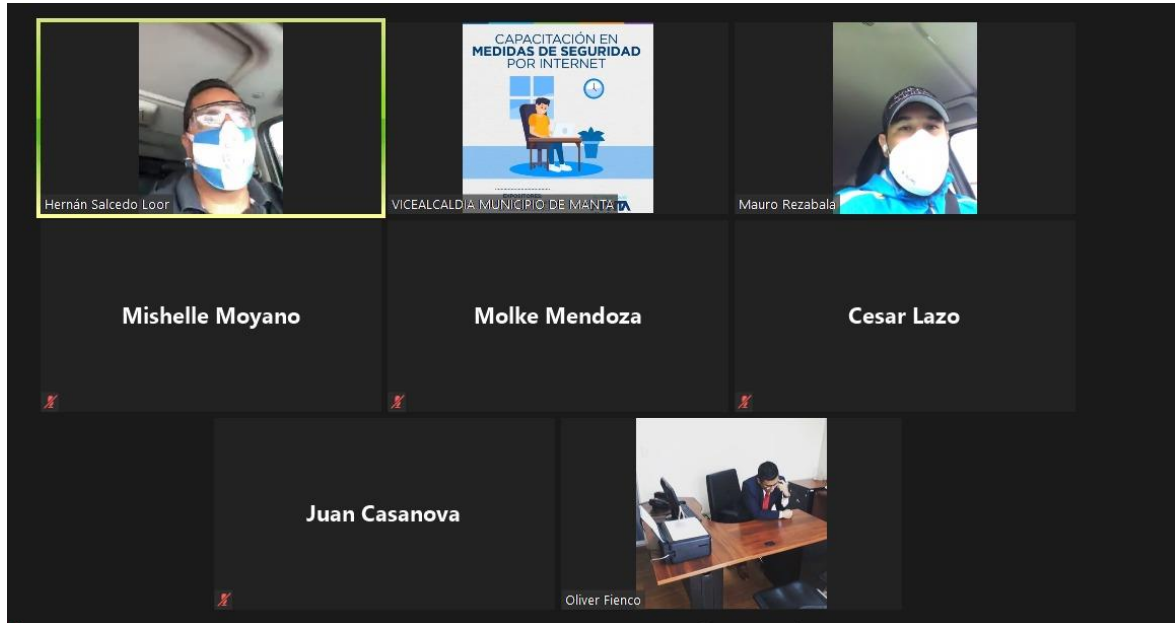 CAPACITACIÓN EN
MEDIDAS DE SEGURIDAD
POR INTERNET
Hernán Salcedo Loor
VICEALCALDIA MUNICIPIO DE MANTA
Mauro Rezabala
Mishelle Moyano
Molke Mendoza
Cesar Lazo
Juan Casanova
Oliver Fienco